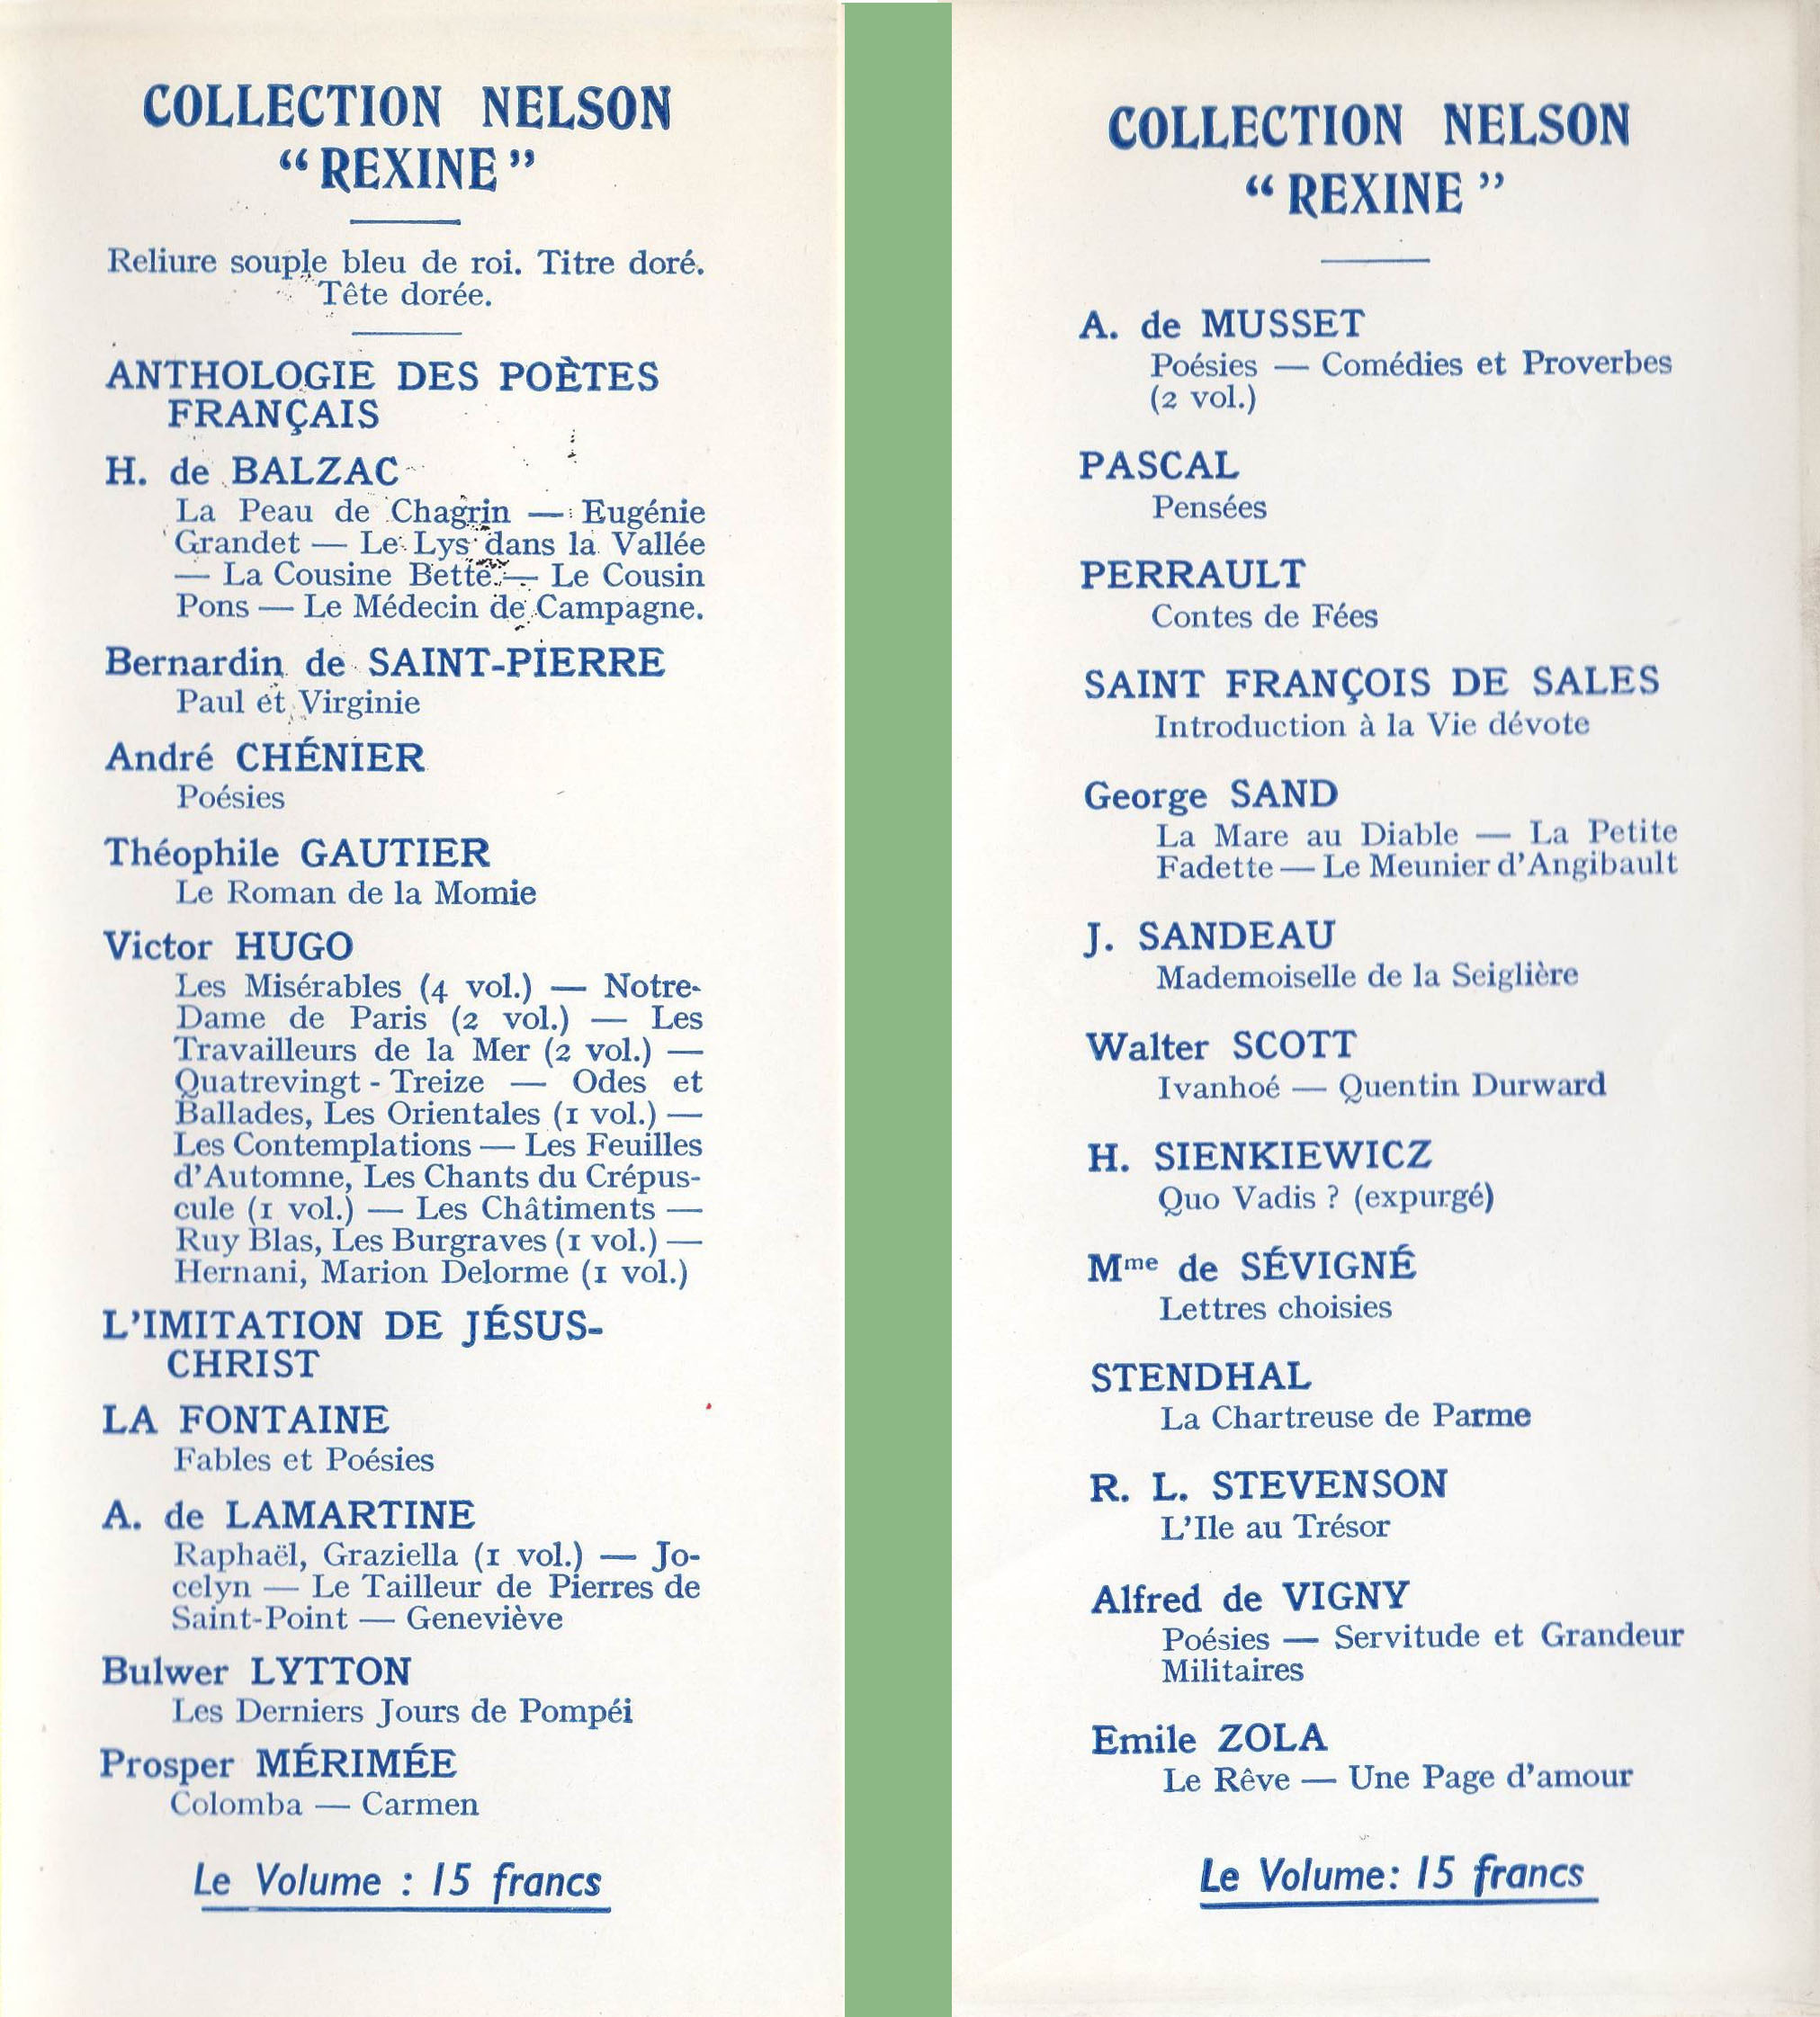 COLLECTION NELSON
“REXINE”
Reliure souple bleu de roi. Titre doré.
Tête dorée.
ANTHOLOGIE DES POÈTES
FRANÇAIS
H. de BALZAC
La Peau de Chagrin — Eugénie
Grandet — Le Lys dans la Vallée
— La Cousine Bette — Le Cousin
Pons — Le Médecin de Campagne.
Bernardin de SAINT-PIERRE
Paul et Virginie
André CHÉNIER
Poésies
Théophile GAUTIER
Le Roman de la Momie
Victor HUGO
Les Misérables (4 vol.) — Notre-
Dame de Paris (2 vol.) — Les
Travailleurs de la Mer (2 vol.) —
Quatrevingt-Treize — Odes et
Ballades, Les Orientales (1 vol.) —
Les Contemplations — Les Feuilles
d’Automne, Les Chants du Crépus-
cule (1 vol.) — Les Châtiments —
Ruy Blas, Les Burgraves (1 vol.) —
Hernani, Marion Delorme (1 vol.)
L’IMITATION DE JÉSUS-
CHRIST
LA FONTAINE
Fables et Poésies
A. de LAMARTINE
Raphaël, Graziella (1 vol.) — Jo-
celyn — Le Tailleur de Pierres de
Saint-Point — Geneviève
Bulwer LYTTON
Les Derniers Jours de Pompéi
Prosper MÉRIMÉE
Colomba — Carmen
Le Volume : 15 francs
COLLECTION NELSON
“REXINE”
A. de MUSSET
Poésies — Comédies et Proverbes
(2 vol.)
PASCAL
Pensées
PERRAULT
Contes de Fées
SAINT FRANÇOIS DE SALES
Introduction à la Vie dévote
George SAND
La Mare au Diable — La Petite
Fadette — Le Meunier d’Angibault
J. SANDEAU
Mademoiselle de la Seiglière
Walter SCOTT
Ivanhoé — Quentin Durward
H. SIENKIEWICZ
Quo Vadis ? (expurgé)
Mme de SÉVIGNÉ
Lettres choisies
STENDHAL
La Chartreuse de Parme
R. L. STEVENSON
L’Ile au Trésor
Alfred de VIGNY
Poésies — Servitude et Grandeur
Militaires
Emile ZOLA
Le Rêve — Une Page d’amour
Le Volume: 15 francs